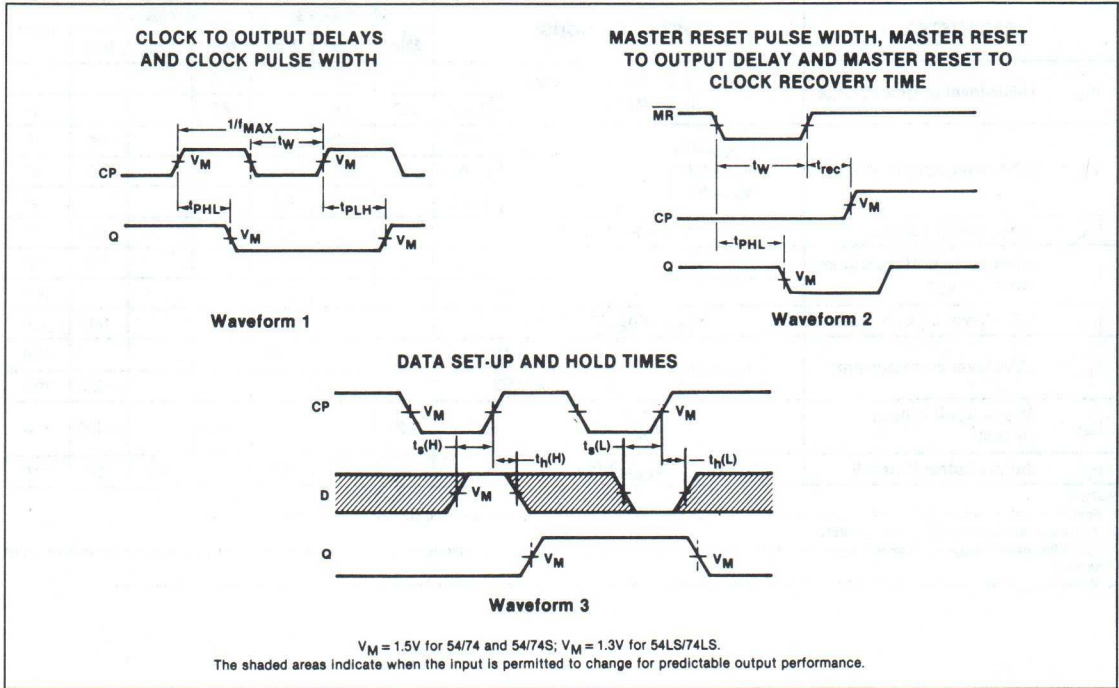 CLOCK TO OUTPUT DELAYS
AND CLOCK PULSE WIDTH
1/fMAX
tW
VM
VM
CP
tPHL
tPLH
Q
VM
VM
Waveform 1
MASTER RESET PULSE WIDTH, MASTER RESET
TO OUTPUT DELAY AND MASTER RESET TO
CLOCK RECOVERY TIME
MR
tW
trec
VM
CP
tPHL
Q
VM
Waveform 2
DATA SET-UP AND HOLD TIMES
CP
VM
VM
ts(H)
ts(L)
th(H)
th(L)
D
VM
Q
VM
VM
Waveform 3
VM = 1.5V for 54/74 and 54/74S; VM = 1.3V for 54LS/74LS.
The shaded areas indicate when the input is permitted to change for predictable output performance.